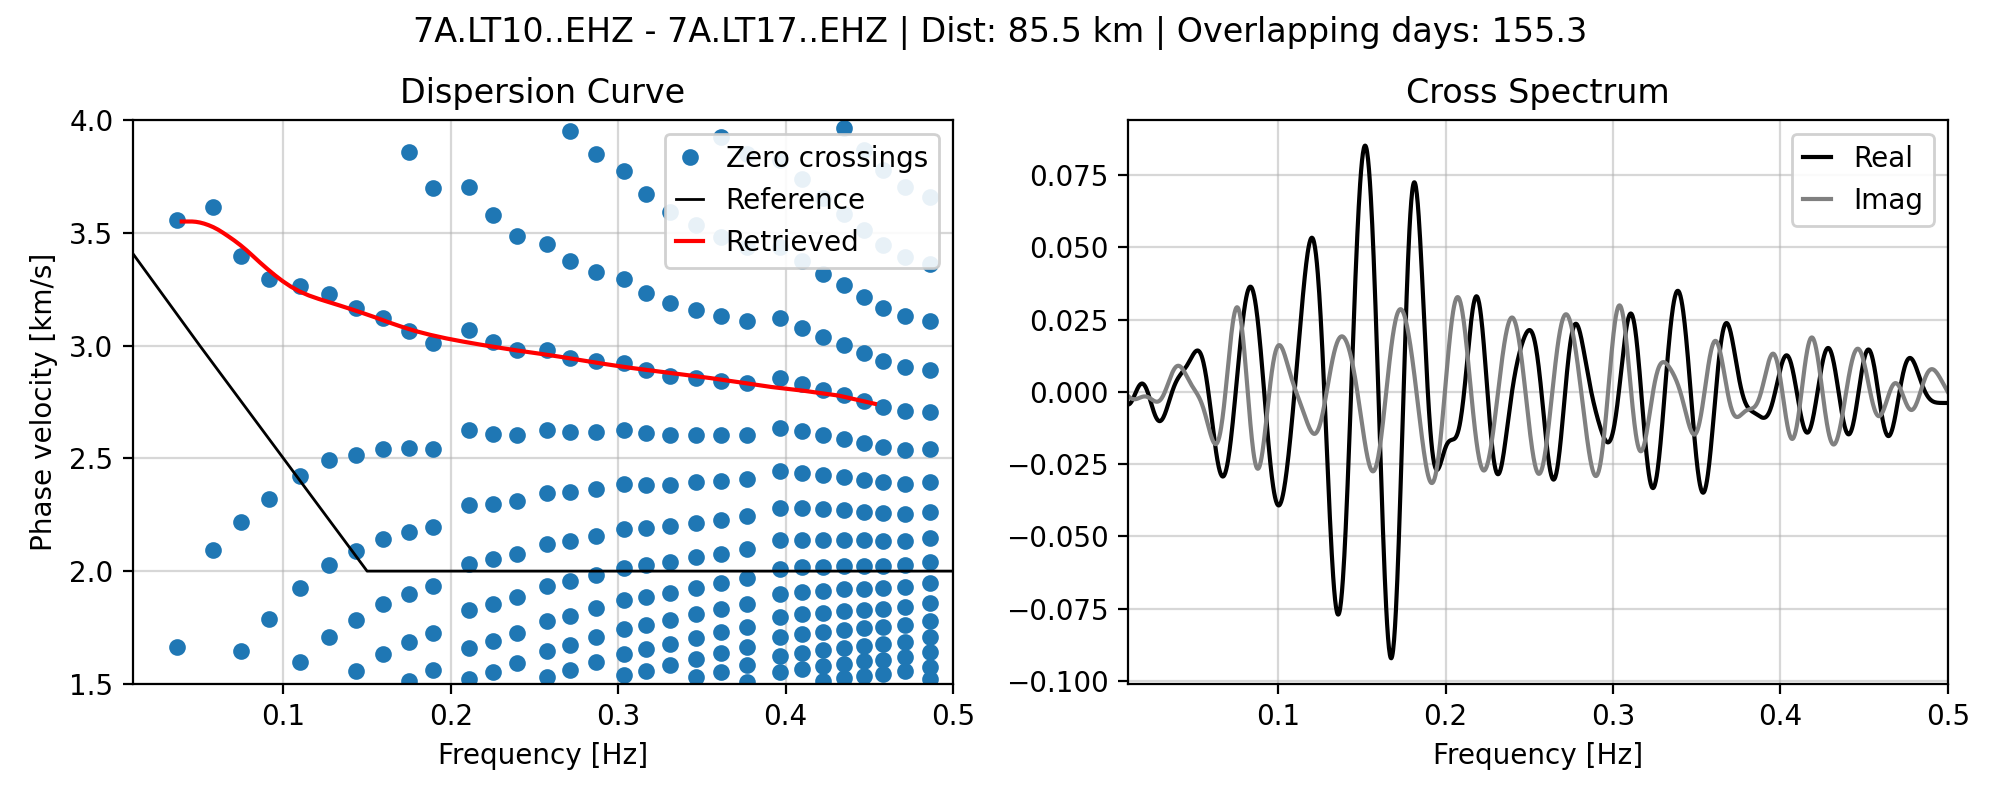 7A.LT10..EHZ - 7A.LT17..EHZ | Dist: 85.5 km | Overlapping days: 155.3
Dispersion Curve
4.0
3.5
3.0
2.5
2.0
1.5
Phase velocity [km/s]
0.1
0.2
0.3
0.4
0.5
Frequency [Hz]
Zero crossings
Reference
Retrieved
Cross Spectrum
0.075
0.050
0.025
0.000
−0.025
−0.050
−0.075
−0.100
0.1
0.2
0.3
0.4
0.5
Frequency [Hz]
Real
Imag